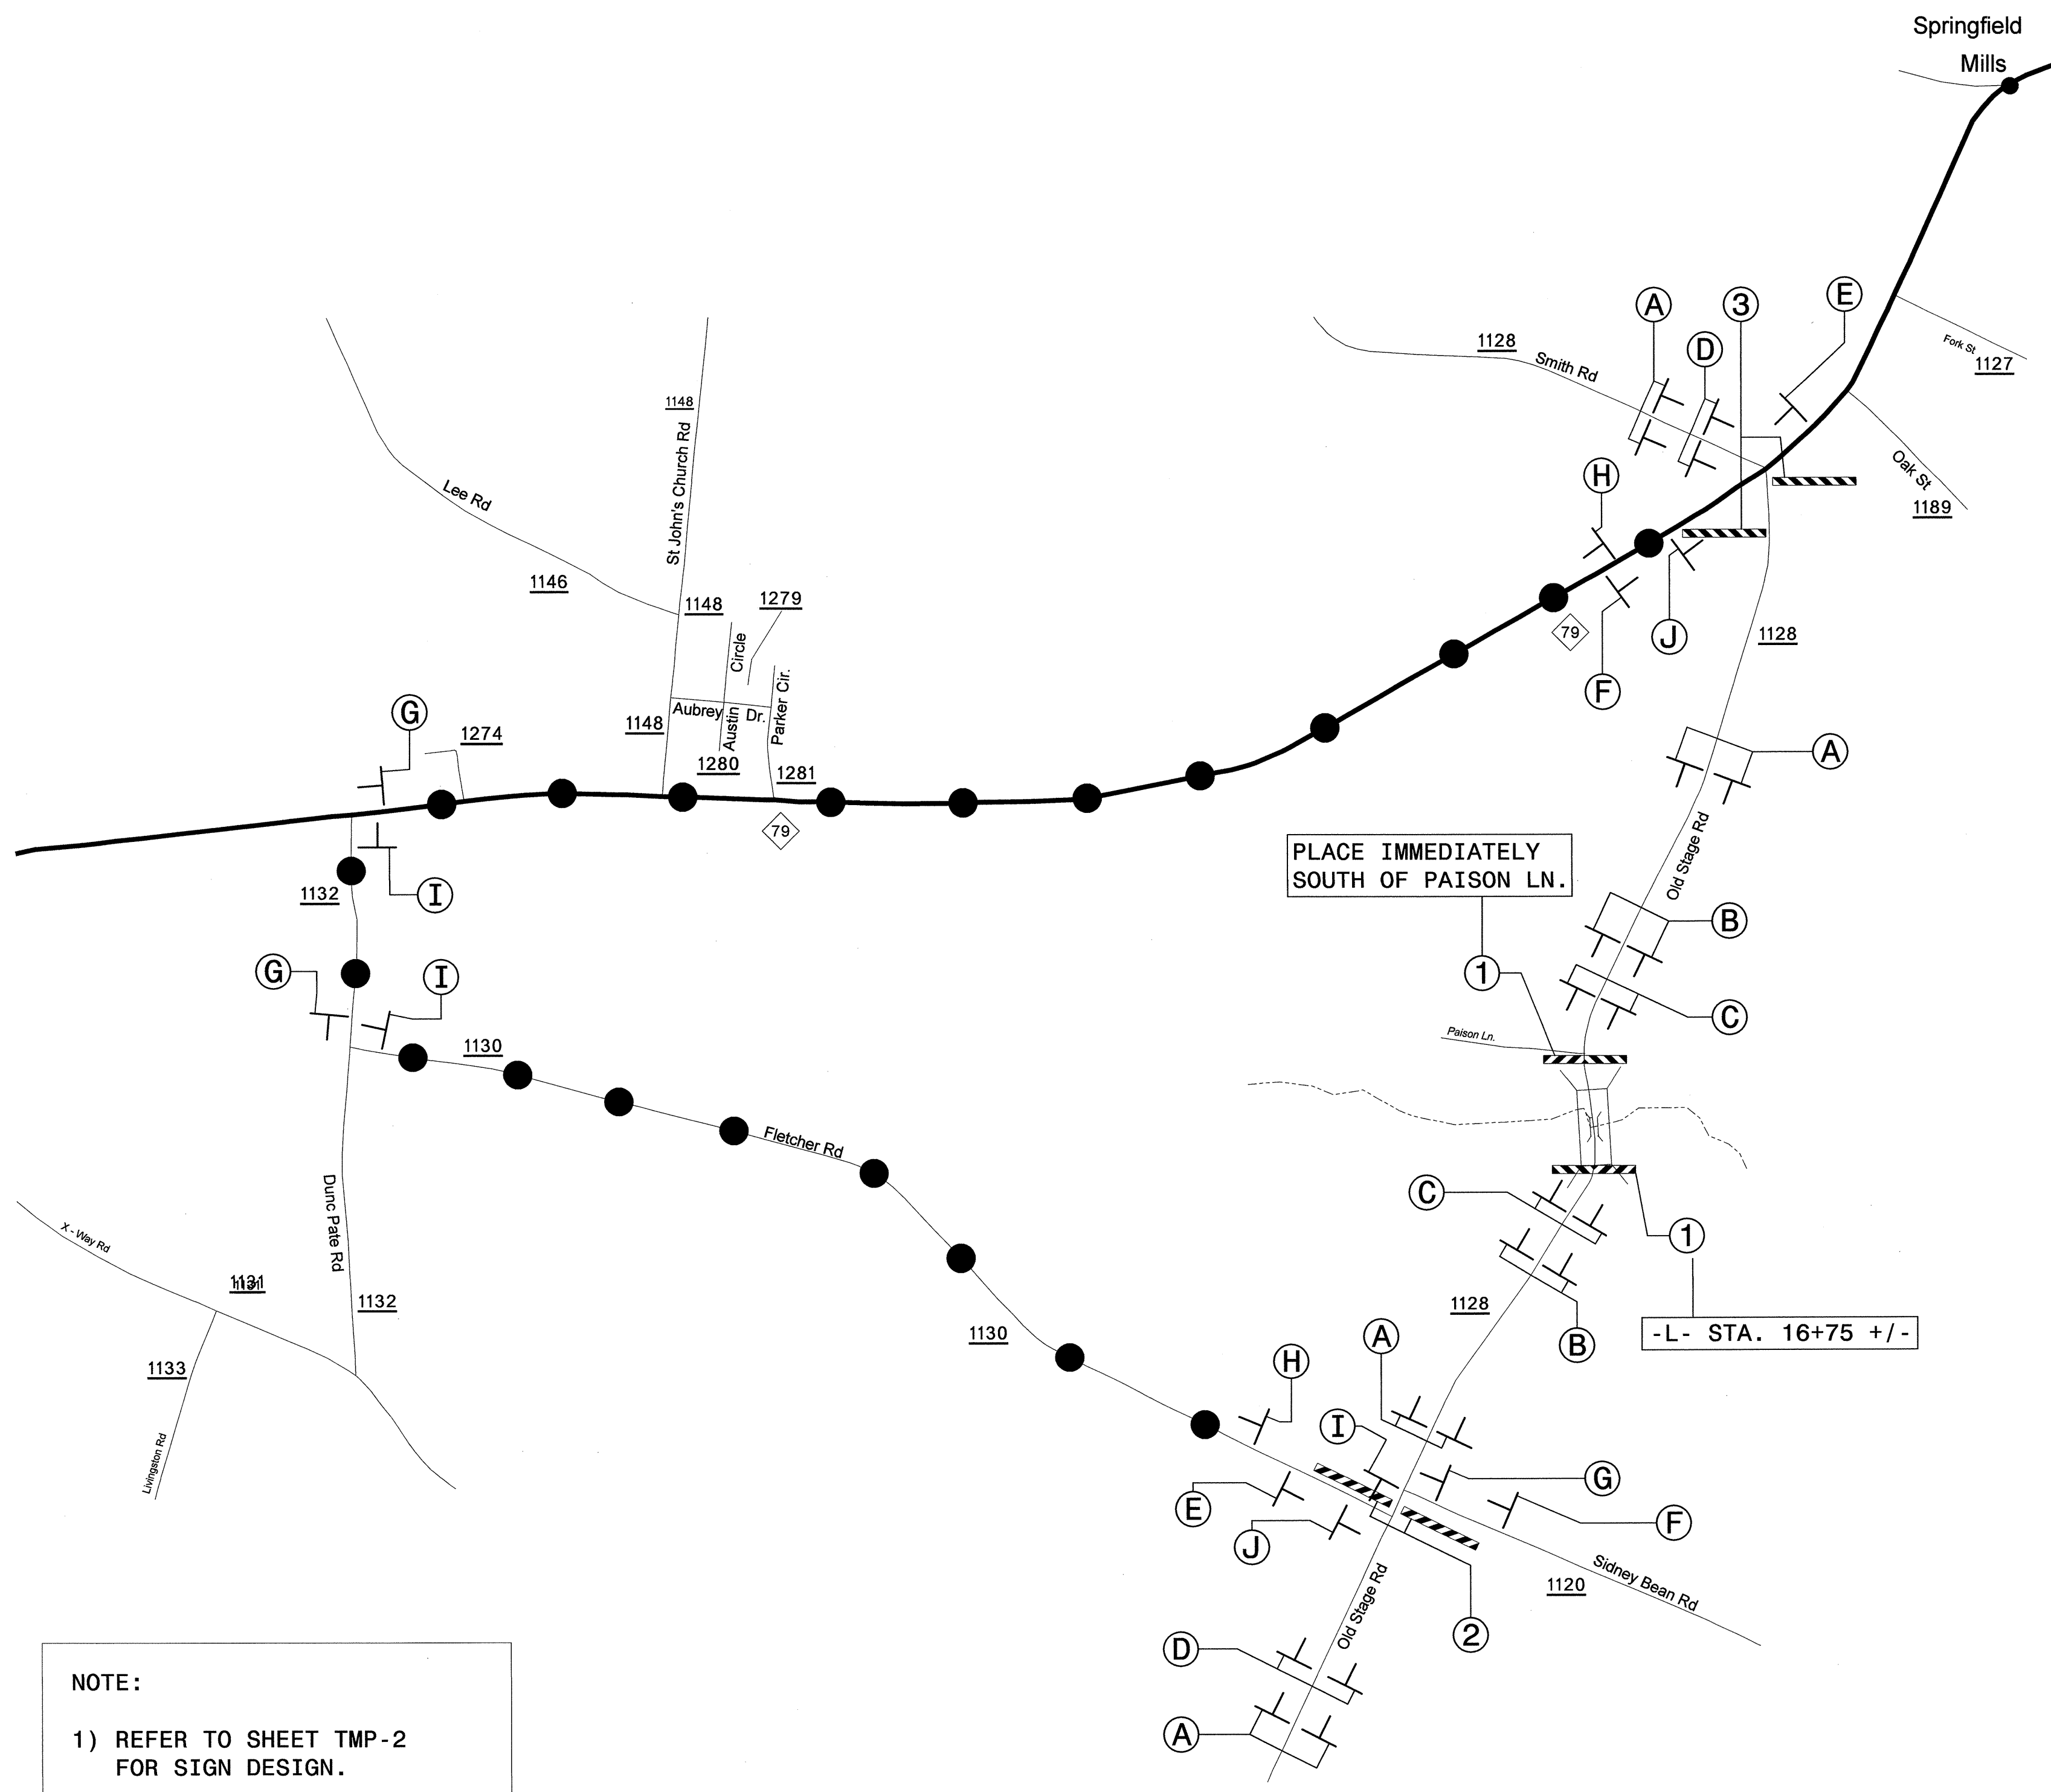 Springfield
Mills
A
3
E
D
1128
Smith Rd
Fork St
1127
Oak St
1189
H
J
F
79
1128
1148
St John's Church Rd
Lee Rd
1146
1148
1279
Circle
Aubrey
Austin
Dr.
Parker Cir.
1148
1280
1281
79
G
1274
I
1132
G
I
1130
Fletcher Rd
A
Old Stage Rd
PLACE IMMEDIATELY
SOUTH OF PAISON LN.
B
1
C
Paison Ln.
C
1
-L- STA. 16+75 +/-
B
1128
Dunc Pate Rd
X - Way Rd
1131
1132
1133
Livingston Rd
1130
A
H
I
G
E
F
J
2
Sidney Bean Rd
1120
Old Stage Rd
D
A
NOTE:
1) REFER TO SHEET TMP-2
FOR SIGN DESIGN.